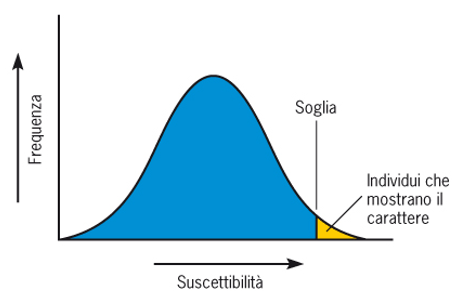 Frequenza
Soglia
Individui che
mostrano il
carattere
Suscettibilità